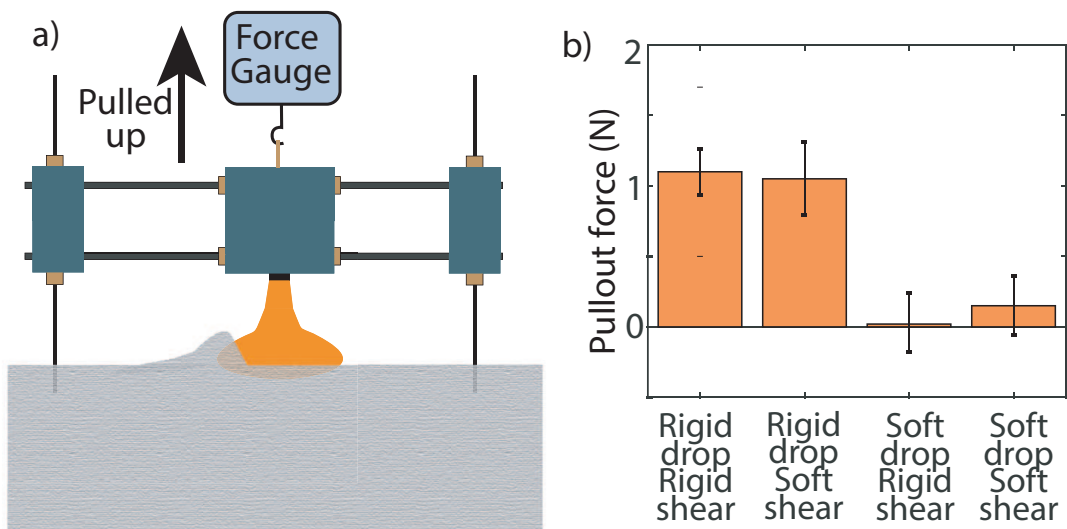 a)
Force
Gauge
Pulled
up
b)
Pullout force (N)
2
1
0
Rigid
drop
Rigid
shear
Rigid
drop
Soft
shear
Soft
drop
Rigid
shear
Soft
drop
Soft
shear